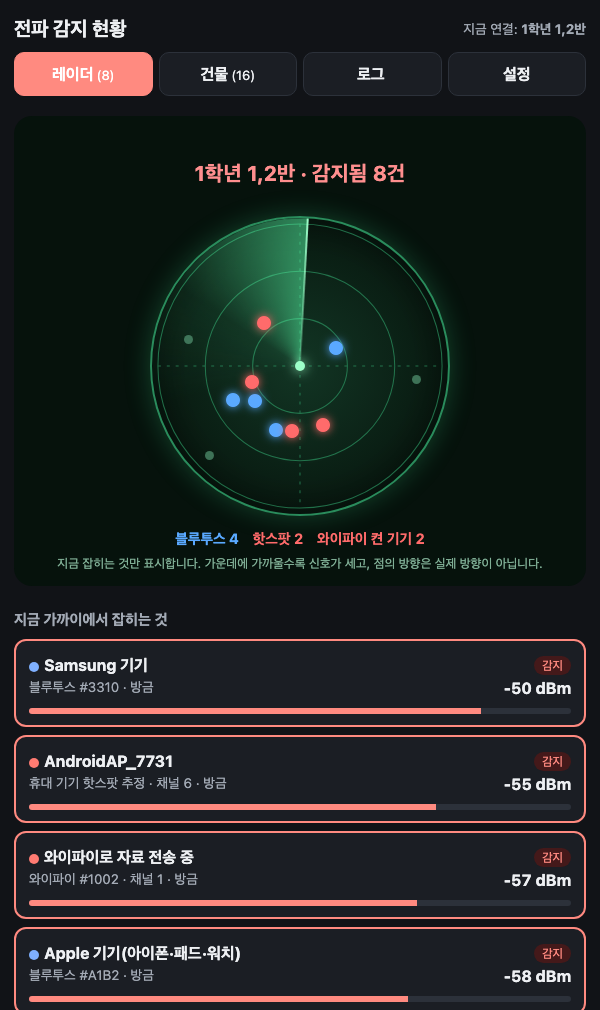 전파 감지 현황
지금 연결: 1학년 1,2반
레이더 (8)
건물 (16)
로그
설정
1학년 1,2반 · 감지됨 8건
블루투스 4 핫스팟 2 와이파이 켠 기기 2
지금 잡히는 것만 표시합니다. 가운데에 가까울수록 신호가 세고, 점의 방향은 실제 방향이 아닙니다.
지금 가까이에서 잡히는 것
Samsung 기기
감지
블루투스 #3310 · 방금
-50 dBm
AndroidAP_7731
감지
휴대 기기 핫스팟 추정 · 채널 6 · 방금
-55 dBm
와이파이로 자료 전송 중
감지
와이파이 #1002 · 채널 1 · 방금
-57 dBm
Apple 기기(아이폰·패드·워치)
감지
블루투스 #A1B2 · 방금
-58 dBm